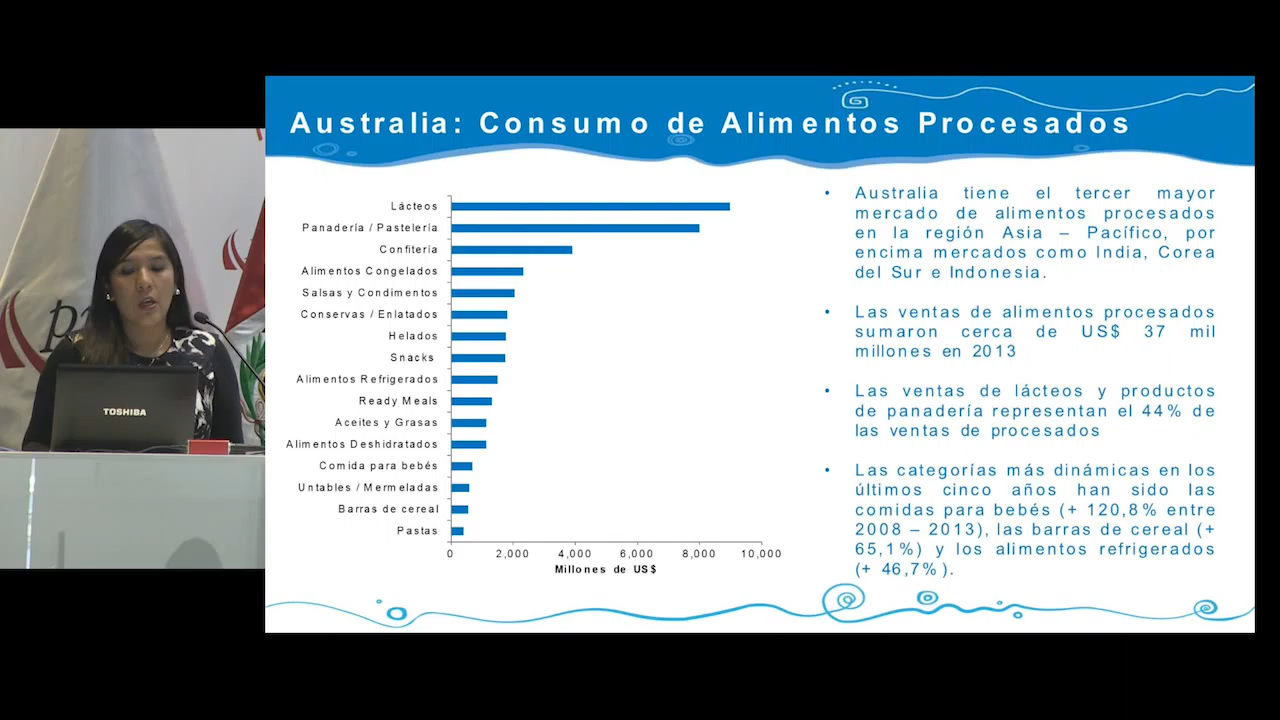 Australia: Consumo de Alimentos Procesados
Lácteos
Panadería / Pastelería
Confitería
Alimentos Congelados
Salsas y Condimentos
Conservas / Enlatados
Helados
Snacks
Alimentos Refrigerados
Ready Meals
Aceites y Grasas
Alimentos Deshidratados
Comida para bebés
Untables / Mermeladas
Barras de cereal
Pastas
0 2,000 4,000 6,000 8,000 10,000
Millones de US$
• Australia tiene el tercer mayor
mercado de alimentos procesados
en la región Asia – Pacífico, por
encima mercados como India, Corea
del Sur e Indonesia.
• Las ventas de alimentos procesados
sumaron cerca de US$ 37 mil
millones en 2013
• Las ventas de lácteos y productos
de panadería representan el 44% de
las ventas de procesados
• Las categorías más dinámicas en los
últimos cinco años han sido las
comidas para bebés (+ 120,8% entre
2008 – 2013), las barras de cereal (+
65,1%) y los alimentos refrigerados
(+ 46,7%).
TOSHIBA